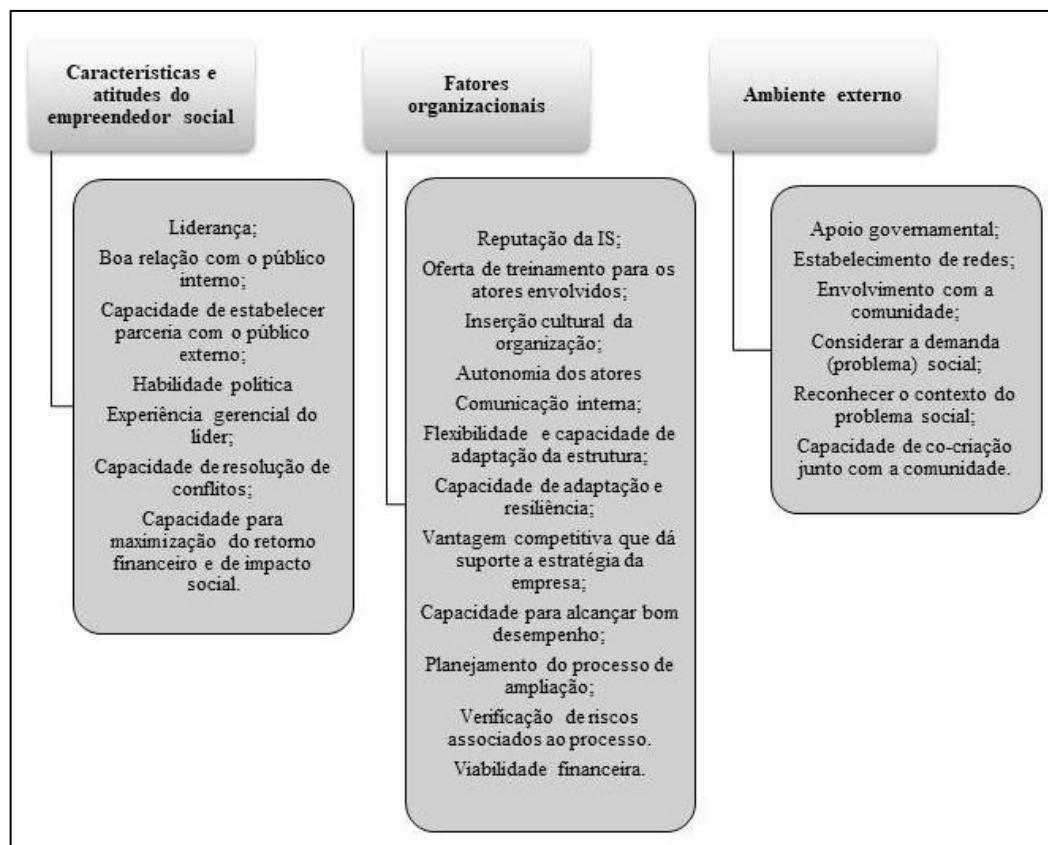 Características e
atitudes do
empreendedor social
Liderança;
Boa relação com o público
interno;
Capacidade de estabelecer
parceria com o público
externo;
Habilidade política
Experiência gerencial do
líder;
Capacidade de resolução de
conflitos;
Capacidade para
maximização do retorno
financeiro e de impacto
social.
Fatores
organizacionais
Reputação da IS;
Oferta de treinamento para os
atores envolvidos;
Inserção cultural da
organização;
Autonomia dos atores
Comunicação interna;
Flexibilidade e capacidade de
adaptação da estrutura;
Capacidade de adaptação e
resiliência;
Vantagem competitiva que dá
suporte a estratégia da
empresa;
Capacidade para alcançar bom
desempenho;
Planejamento do processo de
ampliação;
Verificação de riscos
associados ao processo.
Viabilidade financeira.
Ambiente externo
Apoio governamental;
Estabelecimento de redes;
Envolvimento com a
comunidade;
Considerar a demanda
(problema) social;
Reconhecer o contexto do
problema social;
Capacidade de co-criação
junto com a comunidade.